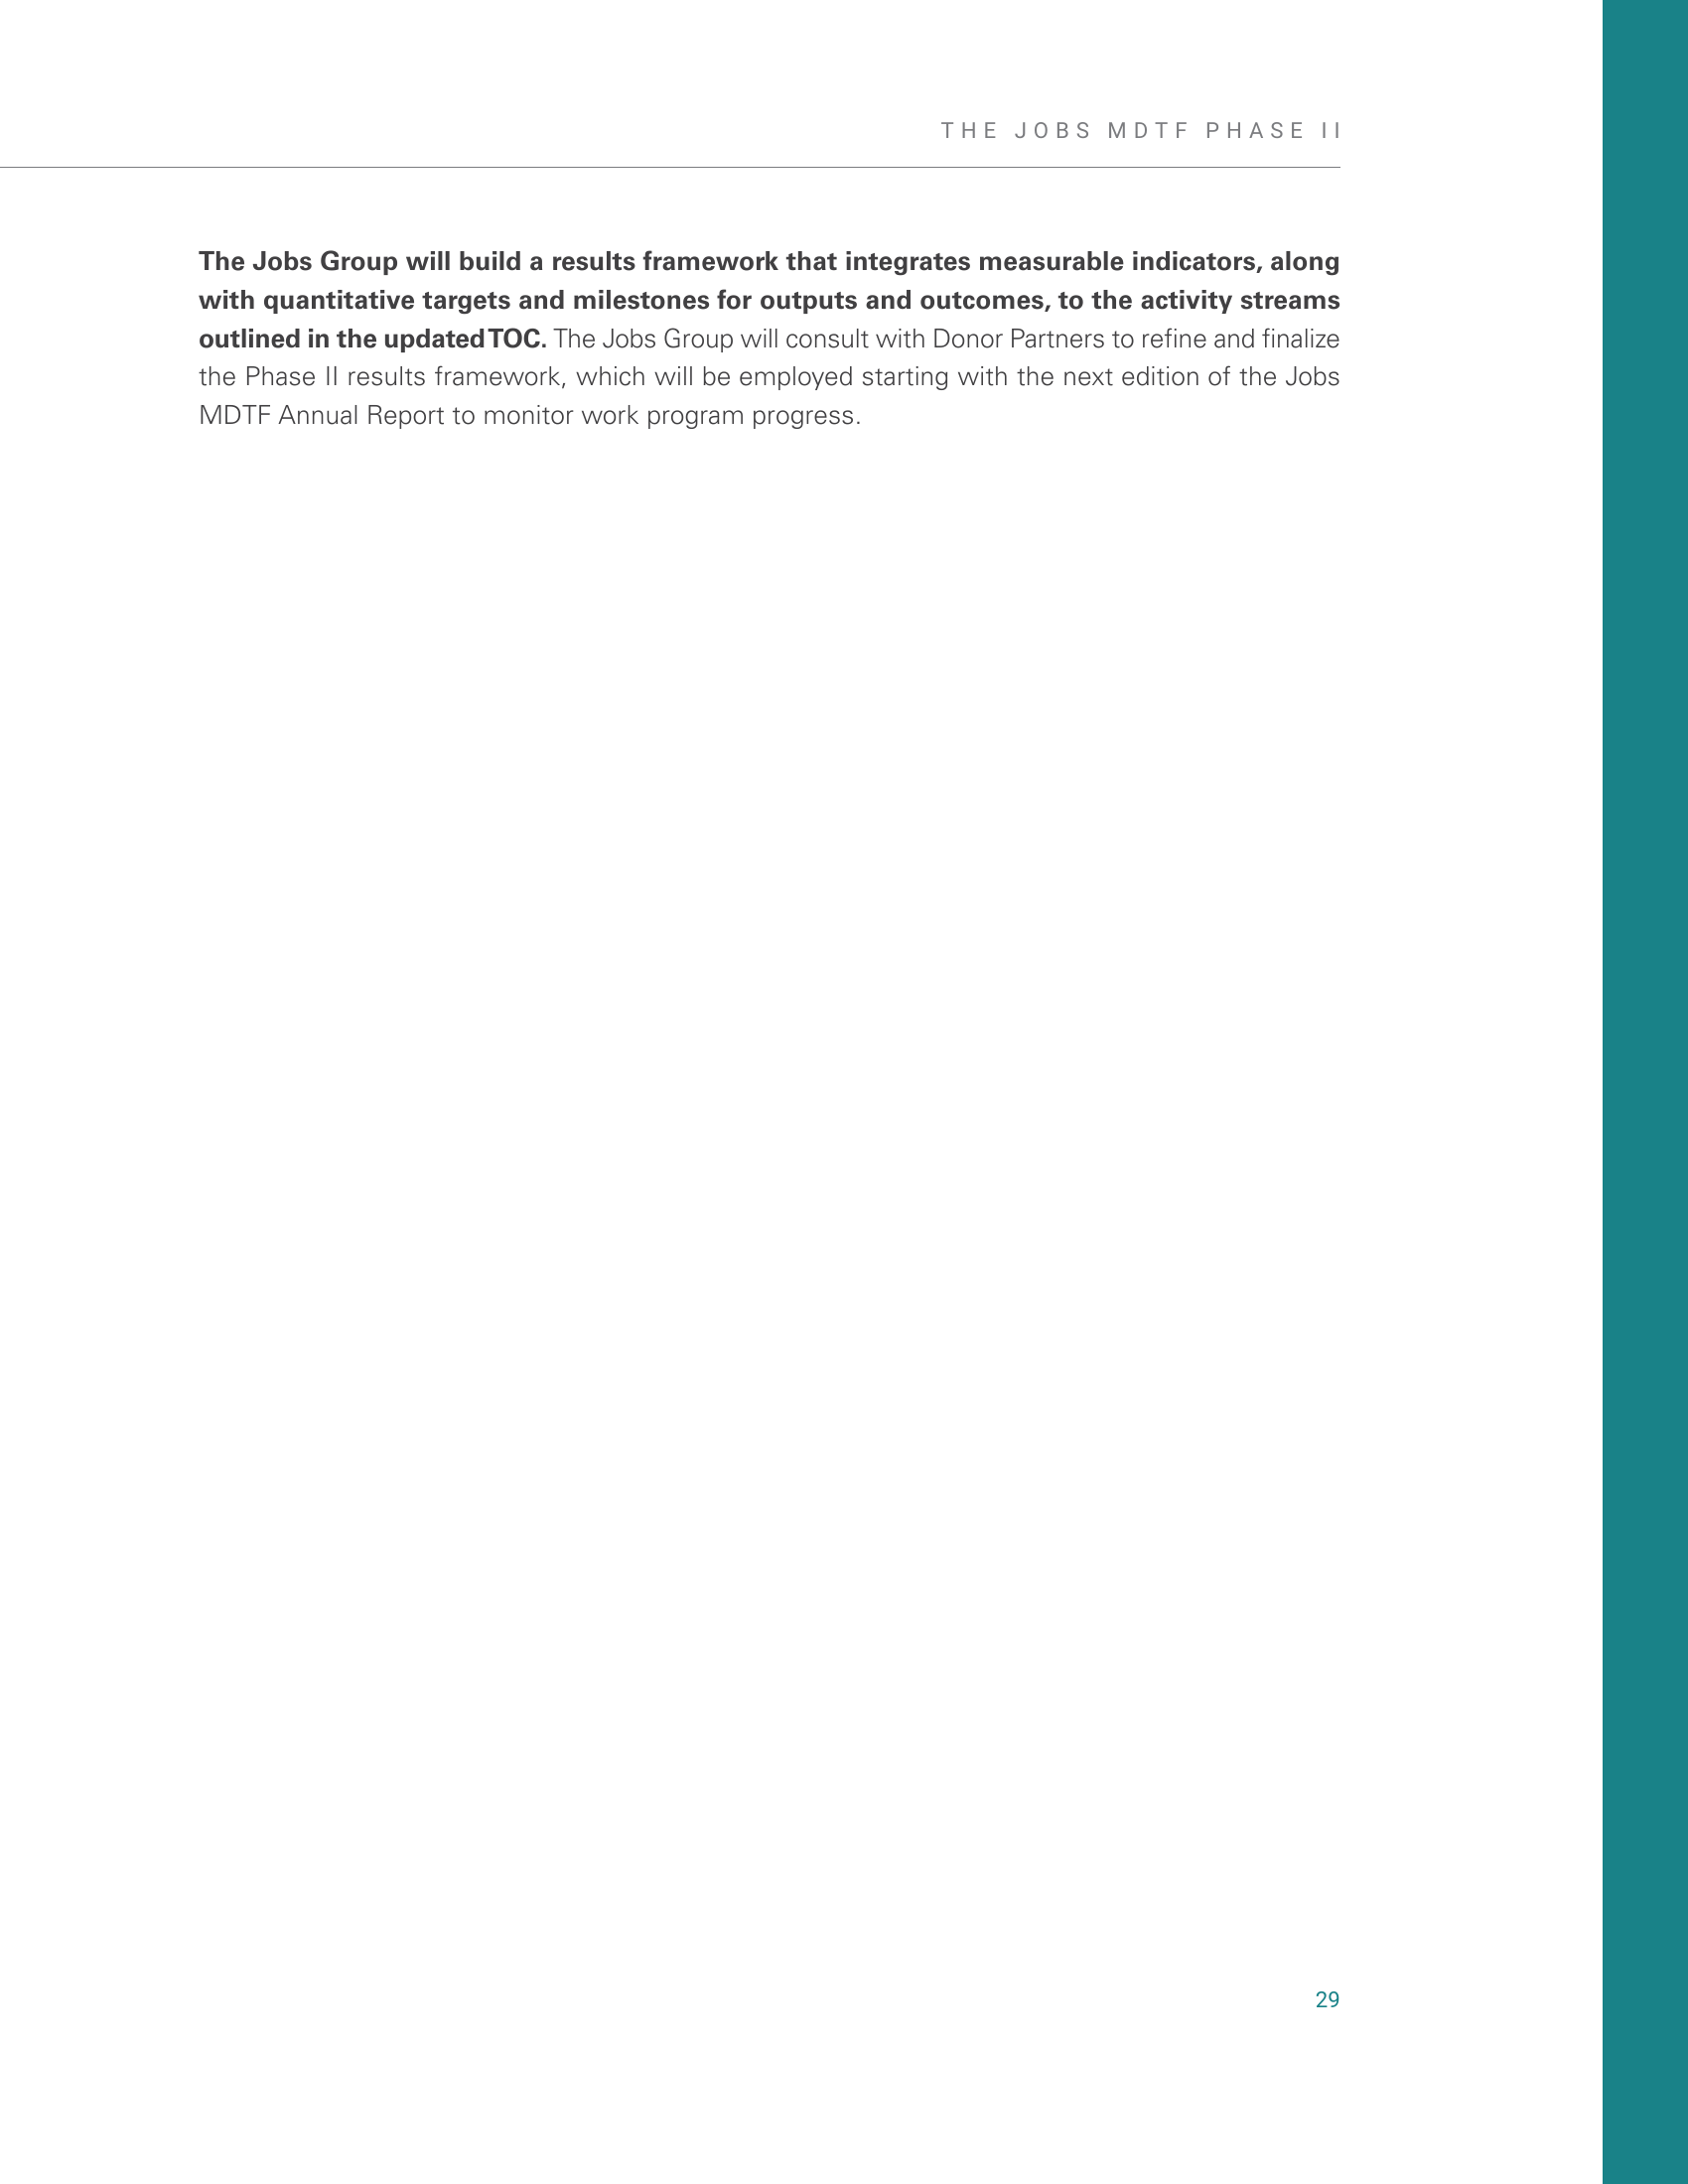 THE JOBS MDTF PHASE II
The Jobs Group will build a results framework that integrates measurable indicators, along
with quantitative targets and milestones for outputs and outcomes, to the activity streams
outlined in the updated TOC. The Jobs Group will consult with Donor Partners to refine and finalize
the Phase II results framework, which will be employed starting with the next edition of the Jobs
MDTF Annual Report to monitor work program progress.
29